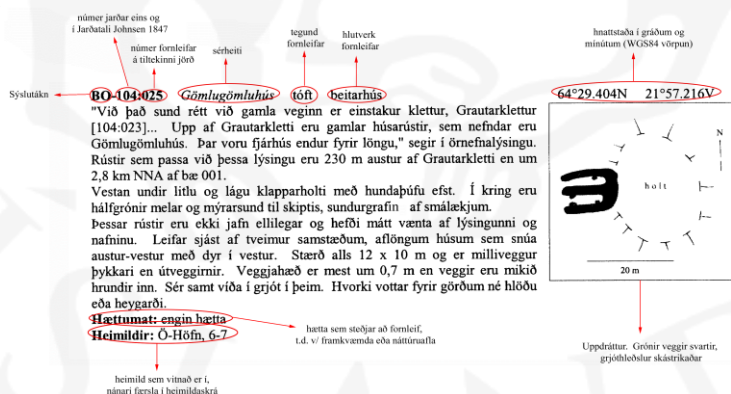 númer jarðar eins og
í Jarðatali Johnsen 1847
númer fornleifar
á tiltekinni jörð
sérheiti
tegund
fornleifar
hlutverk
fornleifar
hnattstaða í gráðum og
mínútum (WGS84 vörpun)
Sýslutákn
BO-104:025 Gömlugömluhús tóft beitarhús 64°29.404N 21°57.216V
"Við það sund rétt við gamla veginn er einstakur klettur, Grautarklettur
[104:023]... Upp af Grautarkletti eru gamlar húsarústir, sem nefndar eru
Gömlugömluhús. Þar voru fjárhús endur fyrir löngu," segir í örnefnalýsingu.
Rústir sem passa við þessa lýsingu eru 230 m austur af Grautarkletti en um
2,8 km NNA af bæ 001.
Vestan undir litlu og lágu klapparholti með hundaþúfu efst. Í kring eru
hálfgrónir melar og mýrarsund til skiptis, sundurgrafin af smálækjum.
Þessar rústir eru ekki jafn ellilegar og hefði mátt vænta af lýsingunni og
nafninu. Leifar sjást af tveimur samstæðum, aflöngum húsum sem snúa
austur-vestur með dyr í vestur. Stærð alls 12 x 10 m og er milliveggur
þykkari en útveggirnir. Veggjahæð er mest um 0,7 m en veggir eru mikið
hrundir inn. Sér samt víða í grjót í þeim. Hvorki vottar fyrir görðum né hlöðu
eða heygarði.
Hættumat: engin hætta
Heimildir: Ö-Höfn, 6-7
N
holt
20 m
hætta sem steðjar að fornleif,
t.d. v/ framkvæmda eða náttúruafla
Uppdráttur. Grónir veggir svartir,
grjóthleðslur skástrikaðar
heimild sem vitnað er í,
nánari færsla í heimildaskrá